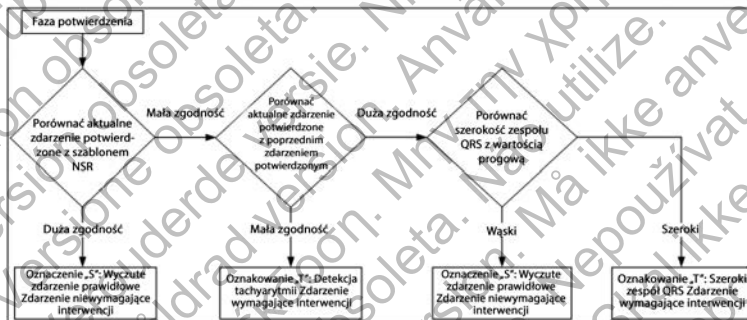 Faza potwierdzenia
Porównać aktualne
zdarzenie potwierd-
zone z szablonem
NSR
Mała zgodność
Porównać
aktualne zdarzenie
potwierdzone
z poprzednim
zdarzeniem
potwierdzonym
Duża zgodność
Porównać
szerokość zespołu
QRS z wartością
progową
Duża zgodność
Mała zgodność
Wąski
Szeroki
Oznaczenie „S”: Wyczute
zdarzenie prawidłowe
Zdarzenie niewymagające
interwencji
Oznakowanie „T”: Detekcja
tachyarytmii Zdarzenie
wymagające interwencji
Oznaczenie „S”: Wyczute
zdarzenie prawidłowe
Zdarzenie niewymagające
interwencji
Oznakowanie „T”: Szeroki
zespół QRS Zdarzenie
wymagające interwencji